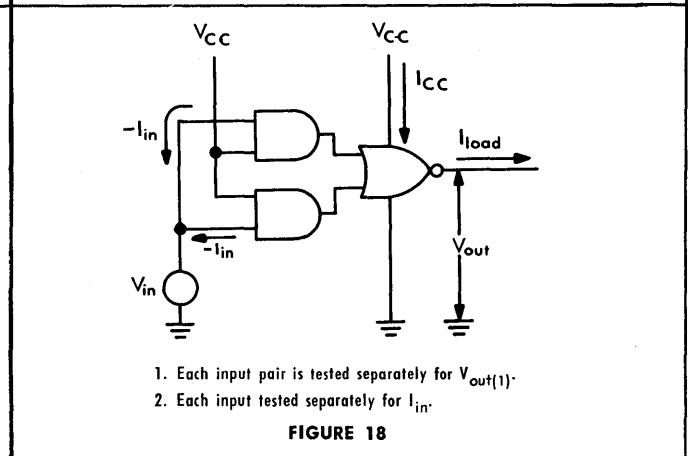 VCC
VCC
ICC
-Iin
Iload
-Iin
Vout
Vin
1. Each input pair is tested separately for Vout(1).
2. Each input tested separately for Iin.
FIGURE 18